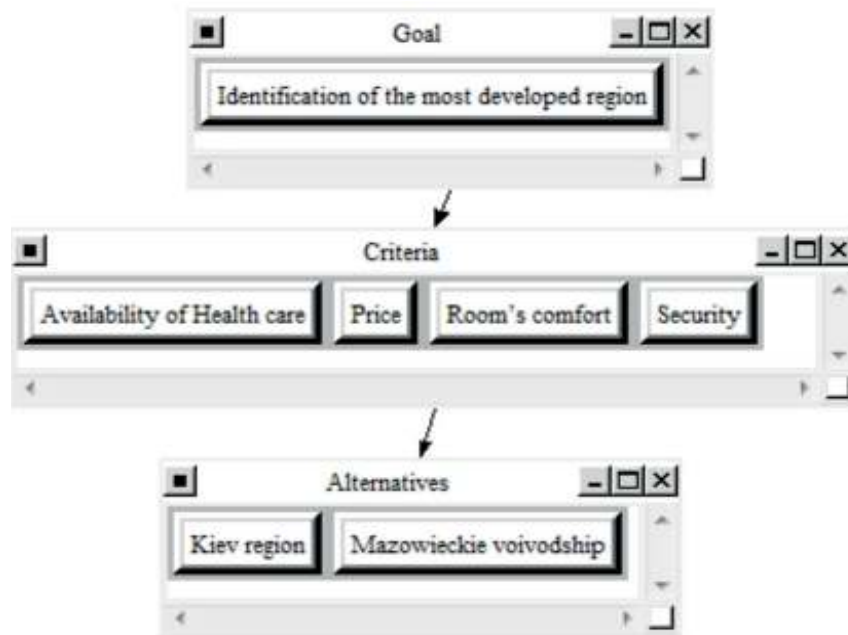 Goal
Identification of the most developed region
Criteria
Availability of Health care Price Room's comfort Security
Alternatives
Kiev region Mazowieckie voivodship